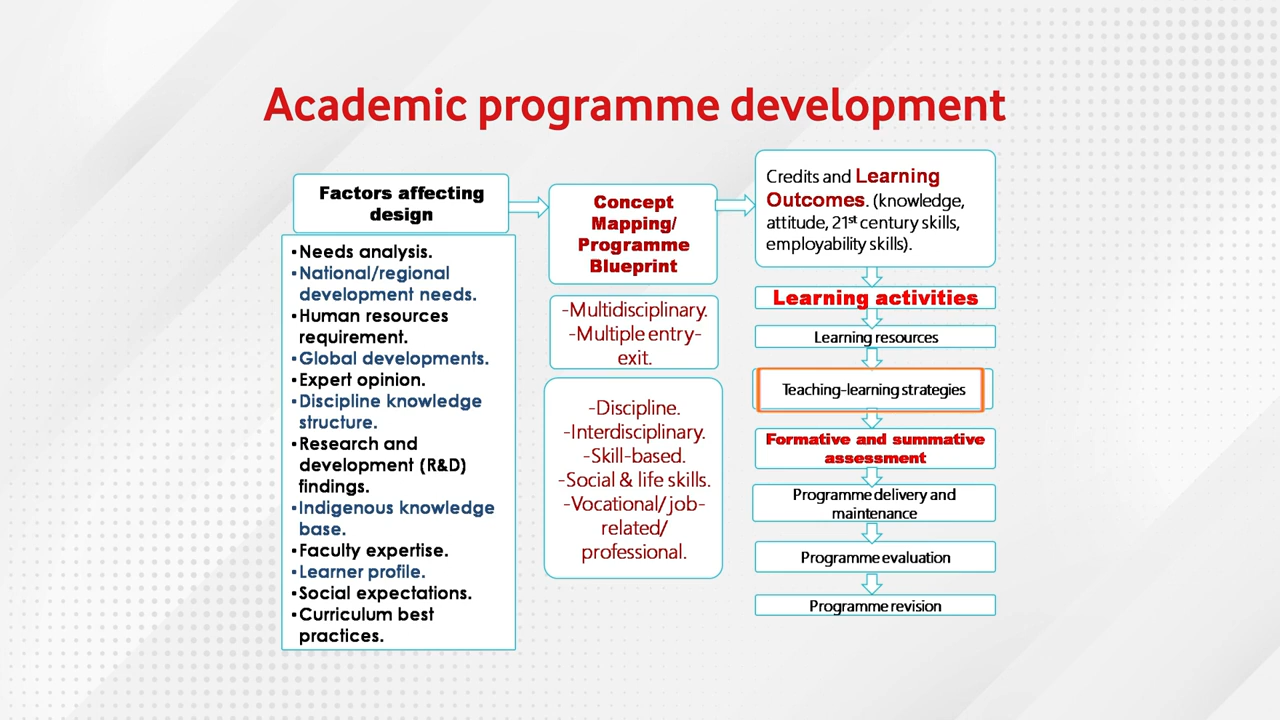 Academic programme development
Factors affecting
design
•Needs analysis.
•National/regional
development needs.
•Human resources
requirement.
•Global developments.
•Expert opinion.
•Discipline knowledge
structure.
•Research and
development (R&D)
findings.
•Indigenous knowledge
base.
•Faculty expertise.
•Learner profile.
•Social expectations.
•Curriculum best
practices.
Concept
Mapping/
Programme
Blueprint
-Multidisciplinary.
-Multiple entry-
exit.
-Discipline.
-Interdisciplinary.
-Skill-based.
-Social & life skills.
-Vocational/job-
related/
professional.
Credits and Learning
Outcomes. (knowledge,
attitude, 21st century skills,
employability skills).
Learning activities
Learning resources
Teaching-learning strategies
Formative and summative
assessment
Programme delivery and
maintenance
Programme evaluation
Programme revision